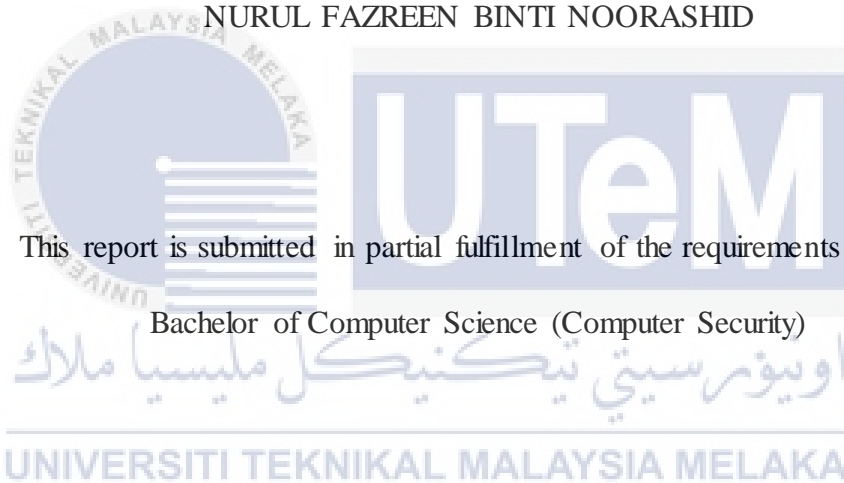 NURUL FAZREEN BINTI NOORASHID
UNIVERSITI TEKNIKAL MALAYSIA MELAKA
UTeM
This report is submitted in partial fulfillment of the requirements
Bachelor of Computer Science (Computer Security)
اونيۏرسيتي تيكنيكل مليسيا ملاك
UNIVERSITI TEKNIKAL MALAYSIA MELAKA